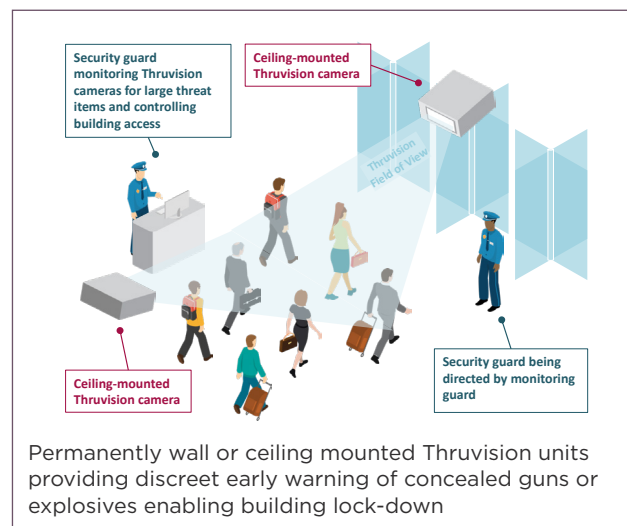 Security guard
monitoring Thruvision
cameras for large threat
items and controlling
building access
Ceiling-mounted
Thruvision camera
Thruvision
Field of View
Ceiling-mounted
Thruvision camera
Security guard being
directed by monitoring
guard
Permanently wall or ceiling mounted Thruvision units
providing discreet early warning of concealed guns or
explosives enabling building lock-down